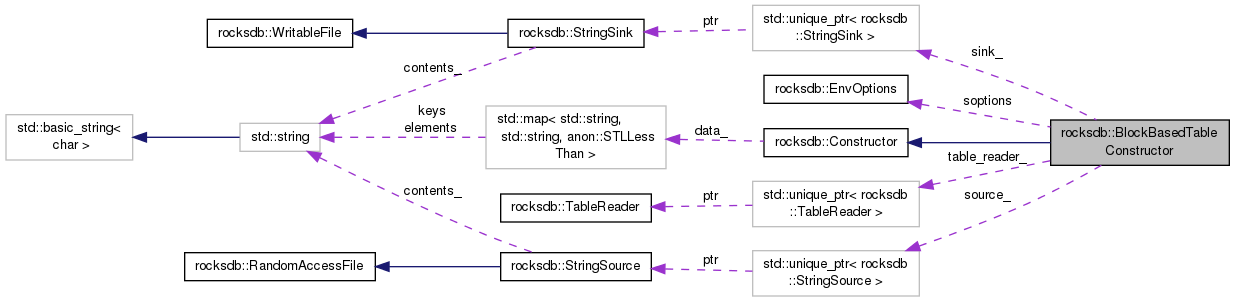 rocksdb::WritableFile
rocksdb::StringSink
ptr
std::unique_ptr< rocksdb
::StringSink >
sink_
contents_
rocksdb::EnvOptions
soptions
std::basic_string<
char >
std::string
keys
elements
std::map< std::string,
std::string, anon::STLLess
Than >
data_
rocksdb::Constructor
rocksdb::BlockBasedTable
Constructor
table_reader_
contents_
rocksdb::TableReader
ptr
std::unique_ptr< rocksdb
::TableReader >
source_
rocksdb::RandomAccessFile
rocksdb::StringSource
ptr
std::unique_ptr< rocksdb
::StringSource >